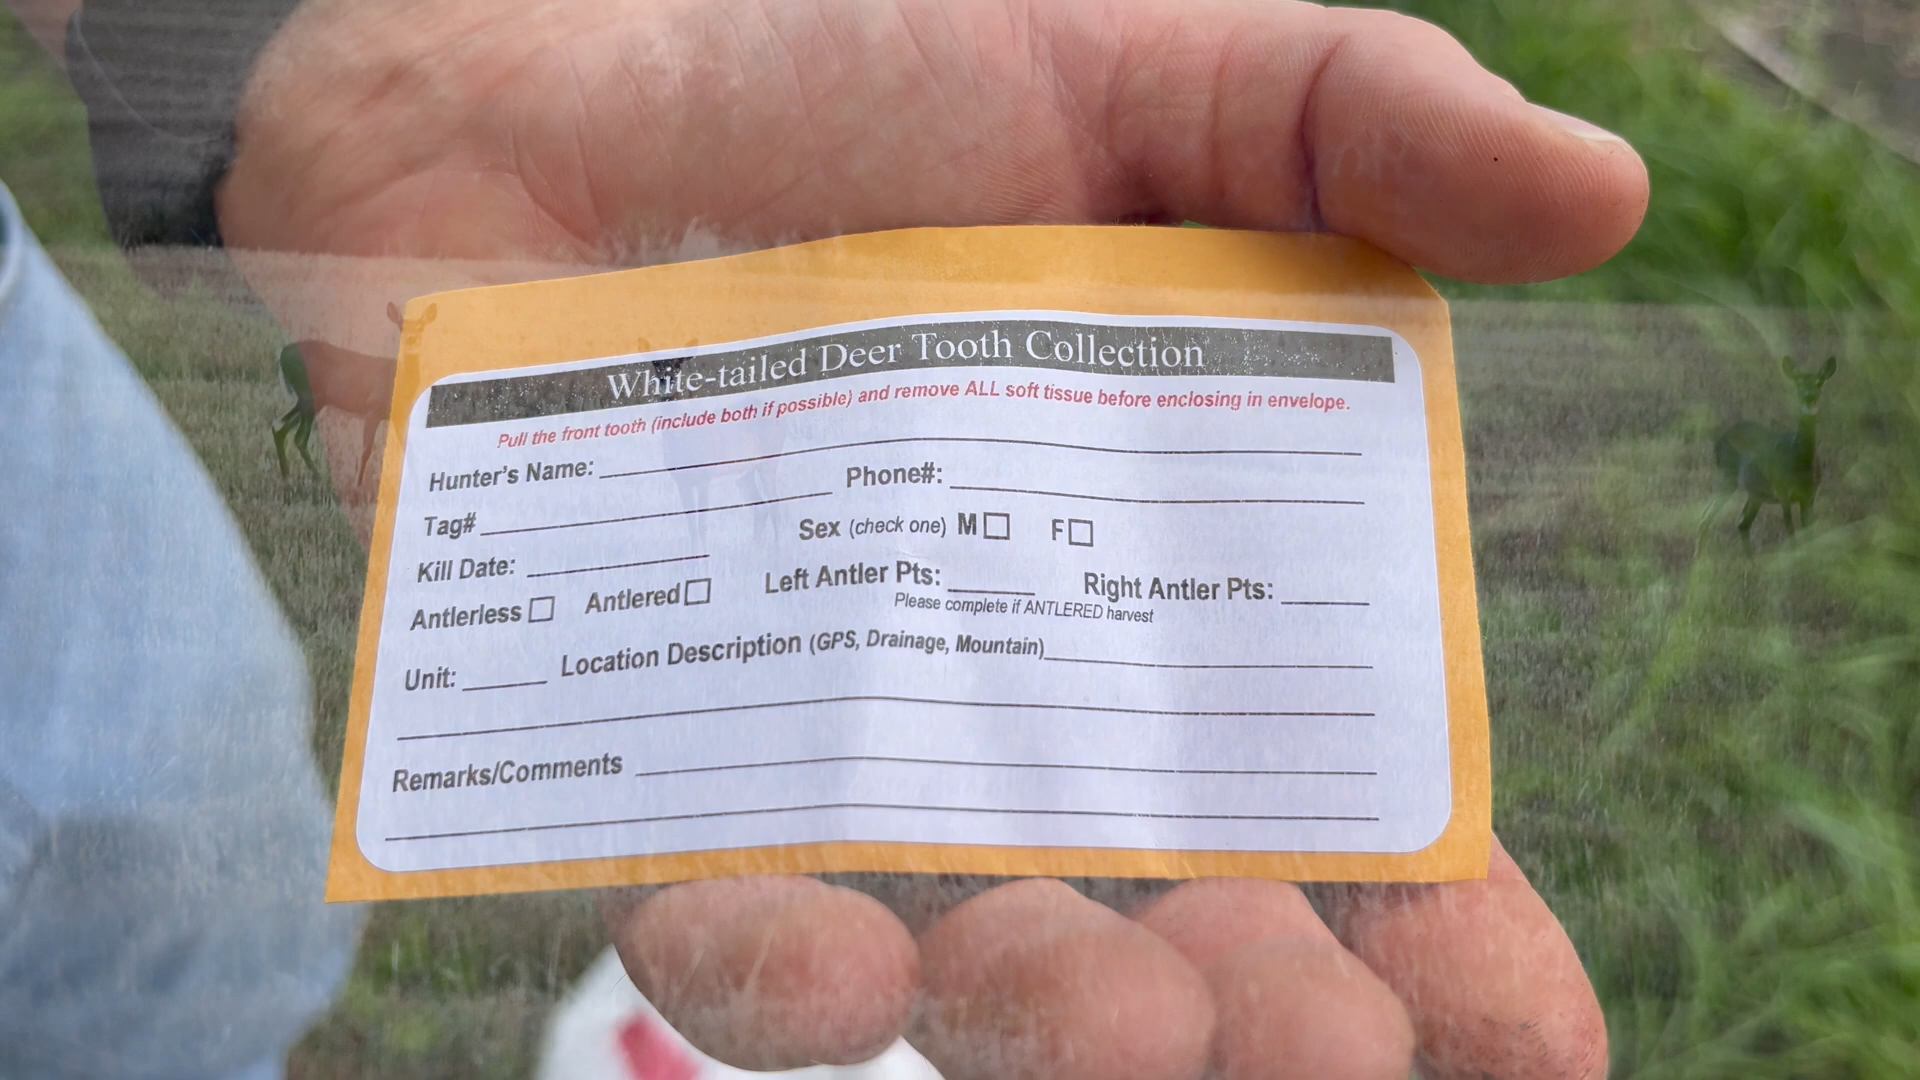 White-tailed Deer Tooth Collection
Pull the front tooth (include both if possible) and remove ALL soft tissue before enclosing in envelope.
Hunter's Name:
Tag# Phone#:
Kill Date: Sex (check one) M F
Antlerless Antlered Left Antler Pts: Right Antler Pts:
Please complete if ANTLERED harvest
Unit: Location Description (GPS, Drainage, Mountain)
Remarks/Comments